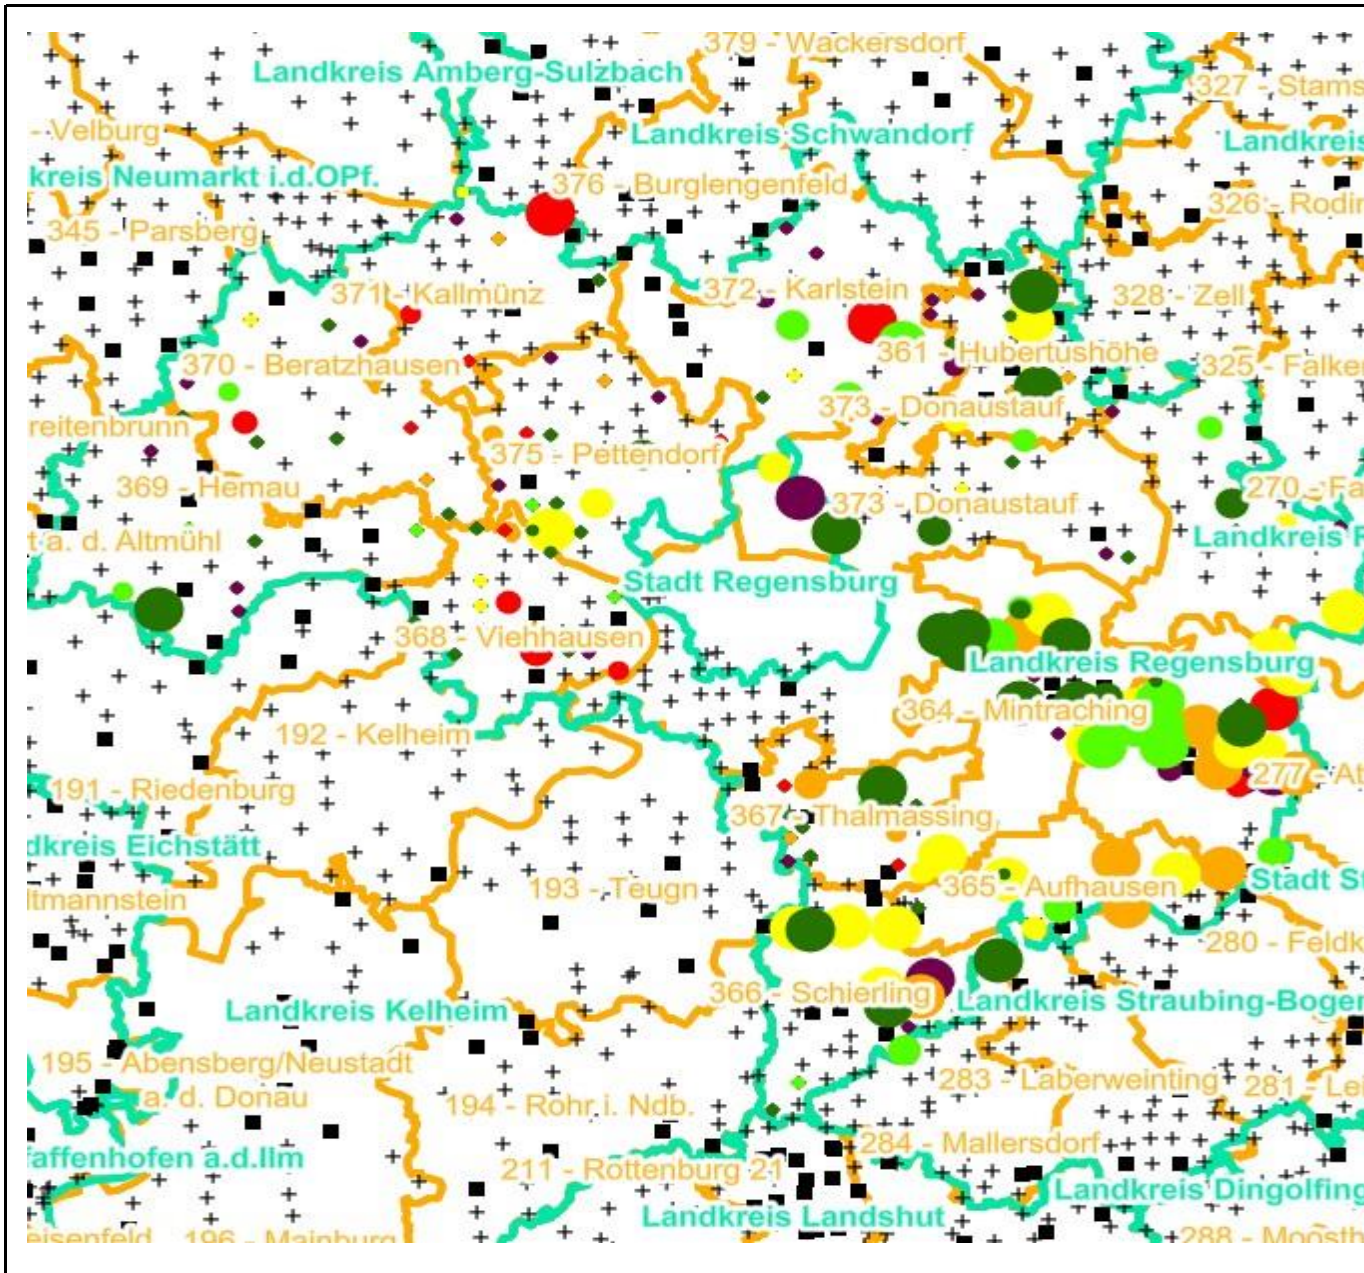 379 - Wackersdorf
Landkreis Amberg-Sulzbach
327 - Stams
- Velburg
Landkreis Schwandorf
Landkreis
kreis Neumarkt i.d.OPf.
376 - Burglengenfeld
326 - Rodin
345 - Parsberg
371 - Kallmünz
372 - Karlstein
328 - Zell
370 - Beratzhausen
361 - Hubertushöhe
325 - Falken
373 - Donaustauf
reitenbrunn
375 - Pettendorf
369 - Hemau
373 - Donaustauf
270 - Fa
t a. d. Altmühl
Landkreis
Stadt Regensburg
368 - Viehhausen
Landkreis Regensburg
364 - Mintraching
192 - Kelheim
277 - At
191 - Riedenburg
367 - Thalmassing
dkreis Eichstätt
193 - Teugn
365 - Aufhausen
Stadt St
ltmannstein
280 - Feldk
366 - Schierling
Landkreis Straubing-Boger
Landkreis Kelheim
195 - Abensberg/Neustadt
a. d. Donau
283 - Laberweinting
281 - Lei
194 - Rohr i. Ndb.
284 - Mallersdorf
faffenhofen a.d.Ilm
211 - Rottenburg 21
Landkreis Dingolfing
Landkreis Landshut
eisenfeld
196 - Mainburg
288 - Moosth